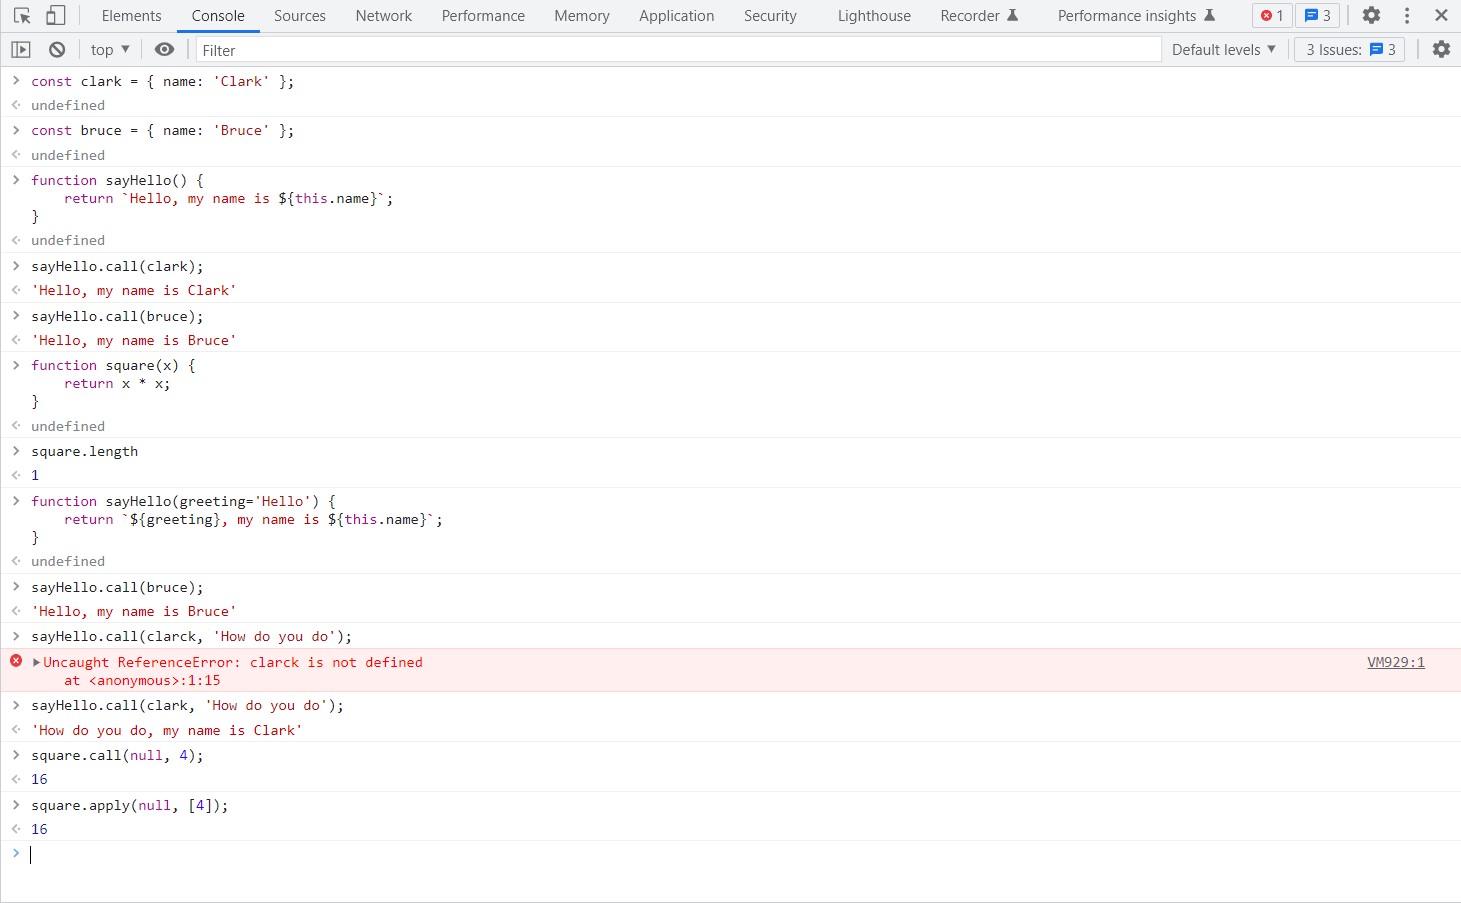 Elements Console Sources Network Performance Memory Application Security Lighthouse Recorder Performance insights 1 3
top Filter Default levels 3 Issues: 3
const clark = { name: 'Clark' };
undefined
const bruce = { name: 'Bruce' };
undefined
function sayHello() {
    return `Hello, my name is ${this.name}`;
}
undefined
sayHello.call(clark);
'Hello, my name is Clark'
sayHello.call(bruce);
'Hello, my name is Bruce'
function square(x) {
    return x * x;
}
undefined
square.length
1
function sayHello(greeting='Hello') {
    return `${greeting}, my name is ${this.name}`;
}
undefined
sayHello.call(bruce);
'Hello, my name is Bruce'
sayHello.call(clarck, 'How do you do');
Uncaught ReferenceError: clarck is not defined VM929:1
    at <anonymous>:1:15
sayHello.call(clark, 'How do you do');
'How do you do, my name is Clark'
square.call(null, 4);
16
square.apply(null, [4]);
16